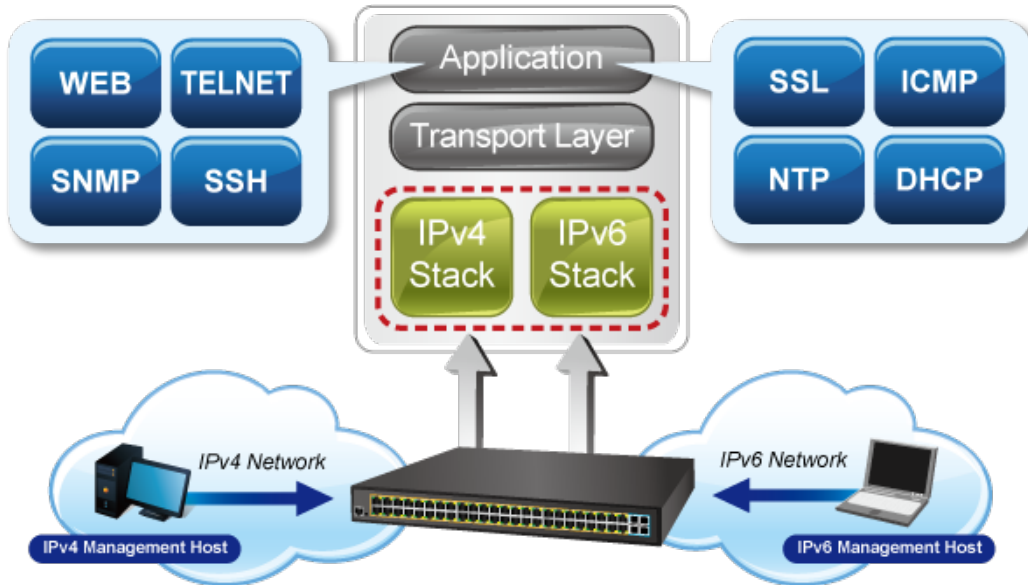 WEB
TELNET
SNMP
SSH
Application
Transport Layer
IPv4
Stack
IPv6
Stack
SSL
ICMP
NTP
DHCP
IPv4 Network
IPv4 Management Host
IPv6 Network
IPv6 Management Host